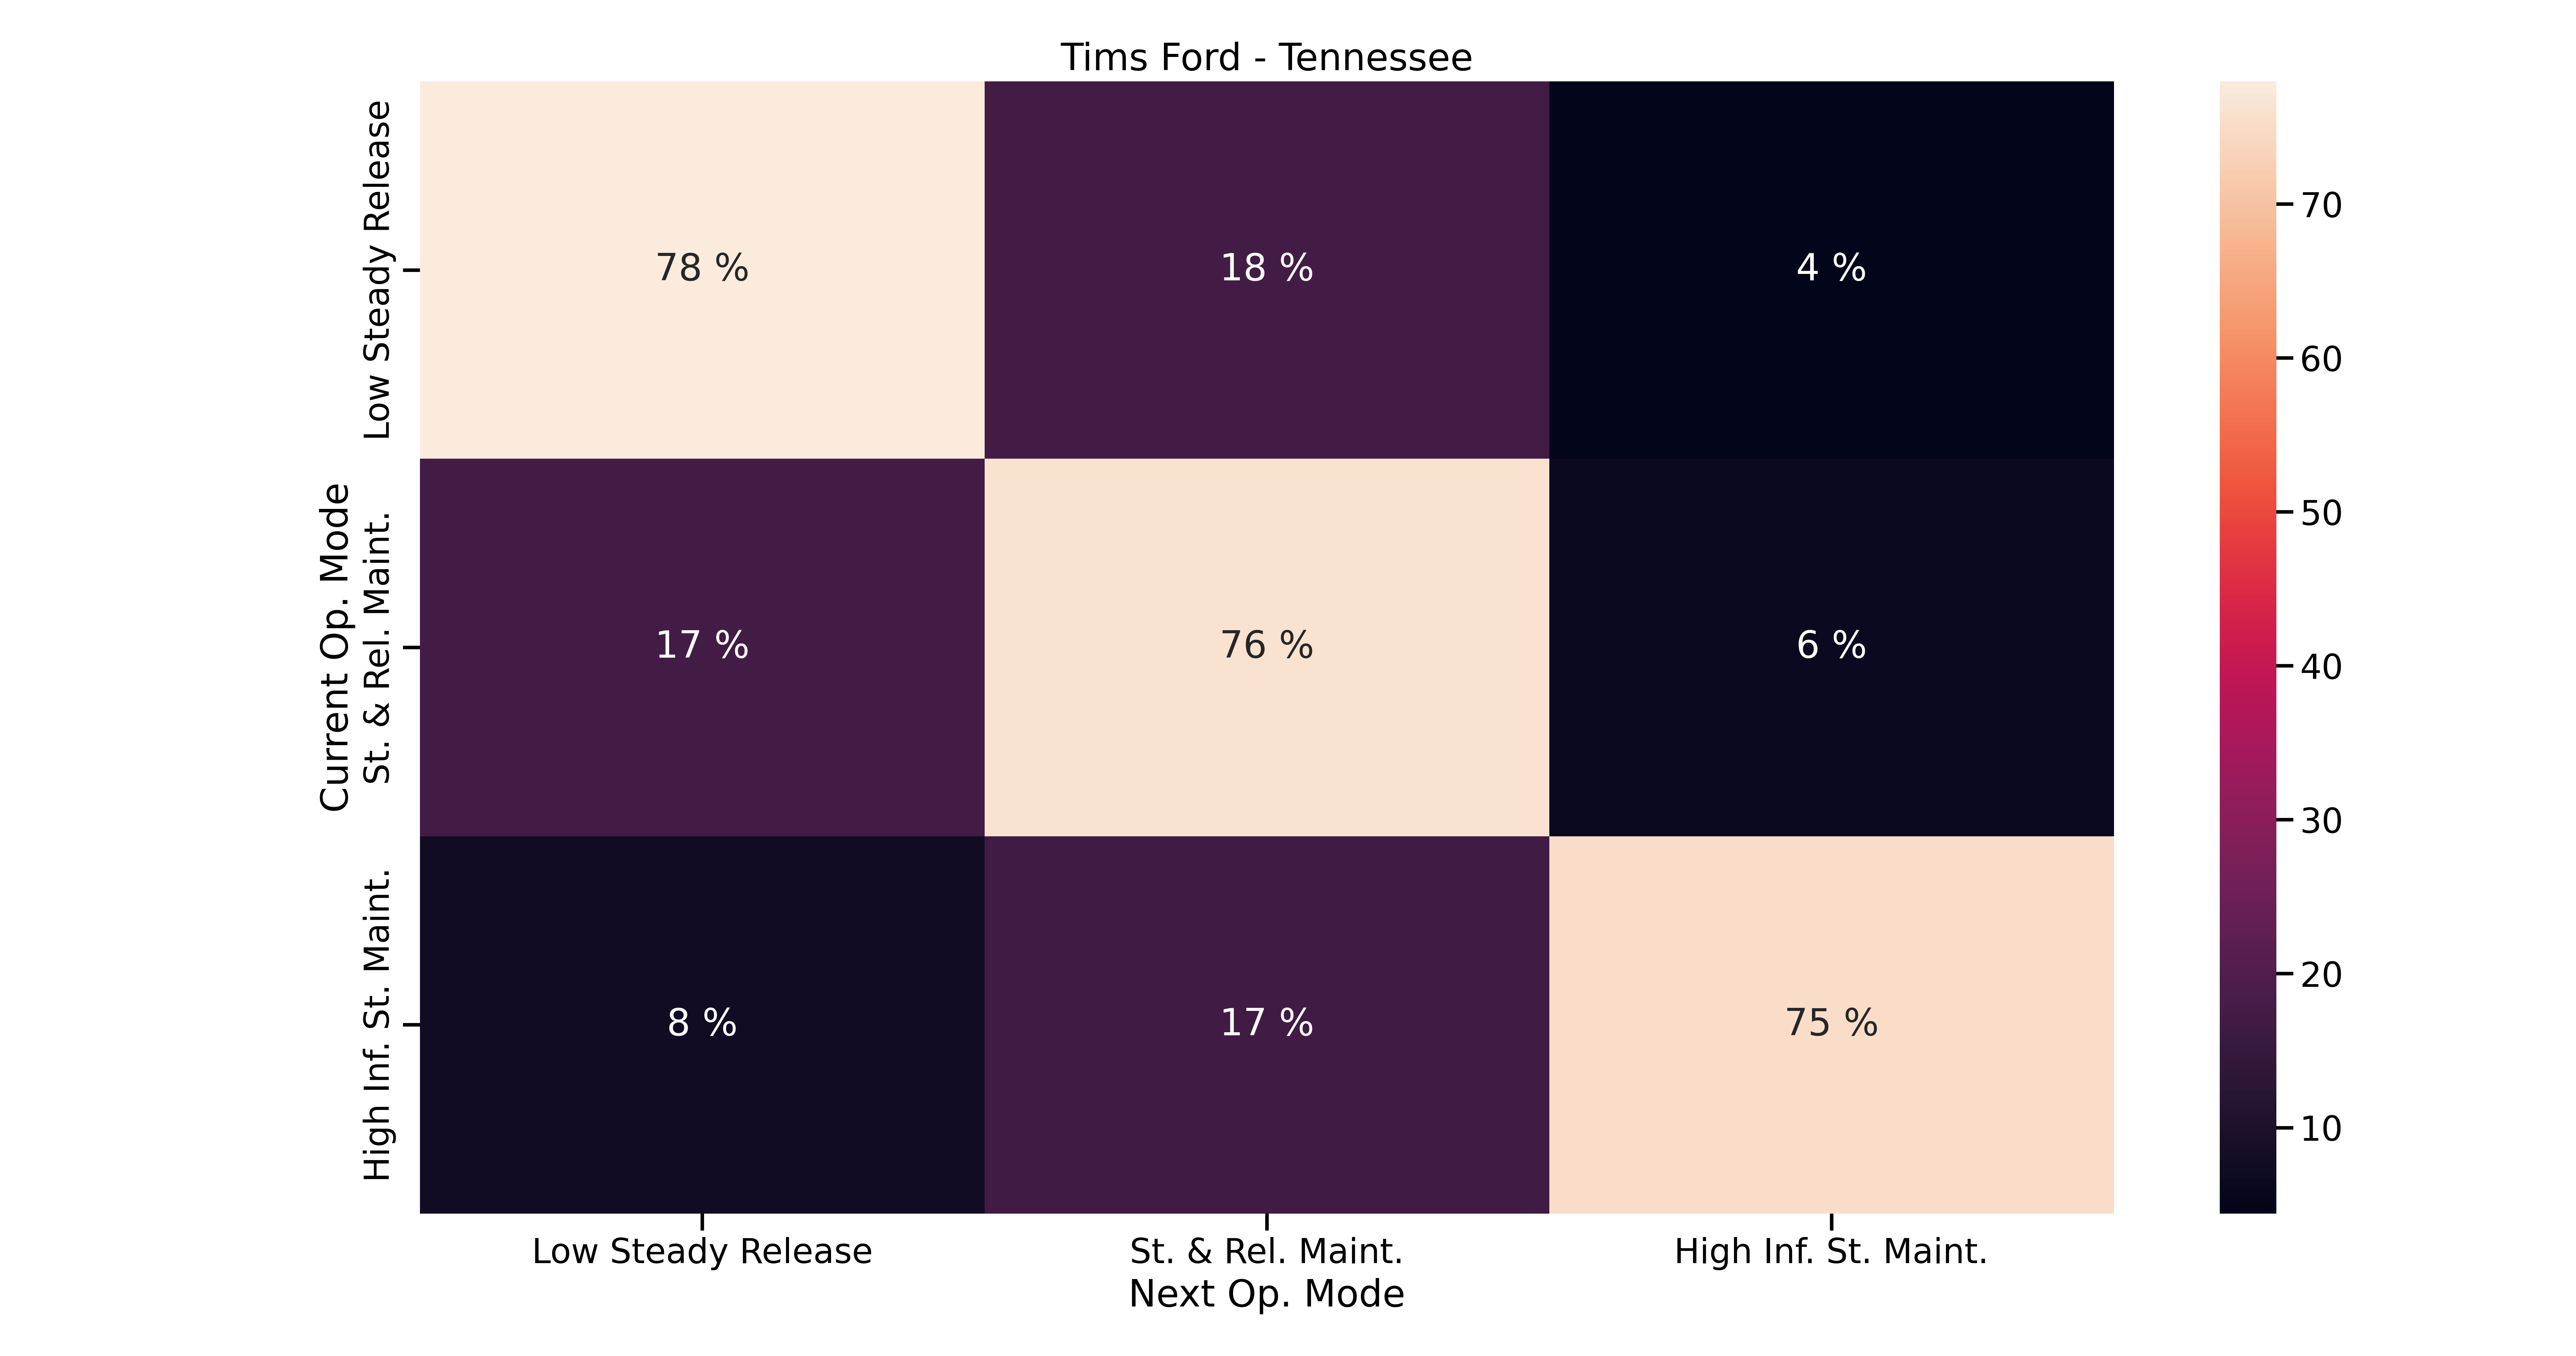 Tims Ford - Tennessee
Current Op. Mode
Low Steady Release
78 %
18 %
4 %
St. & Rel. Maint.
17 %
76 %
6 %
High Inf. St. Maint.
8 %
17 %
75 %
Low Steady Release
St. & Rel. Maint.
High Inf. St. Maint.
Next Op. Mode
70
60
50
40
30
20
10